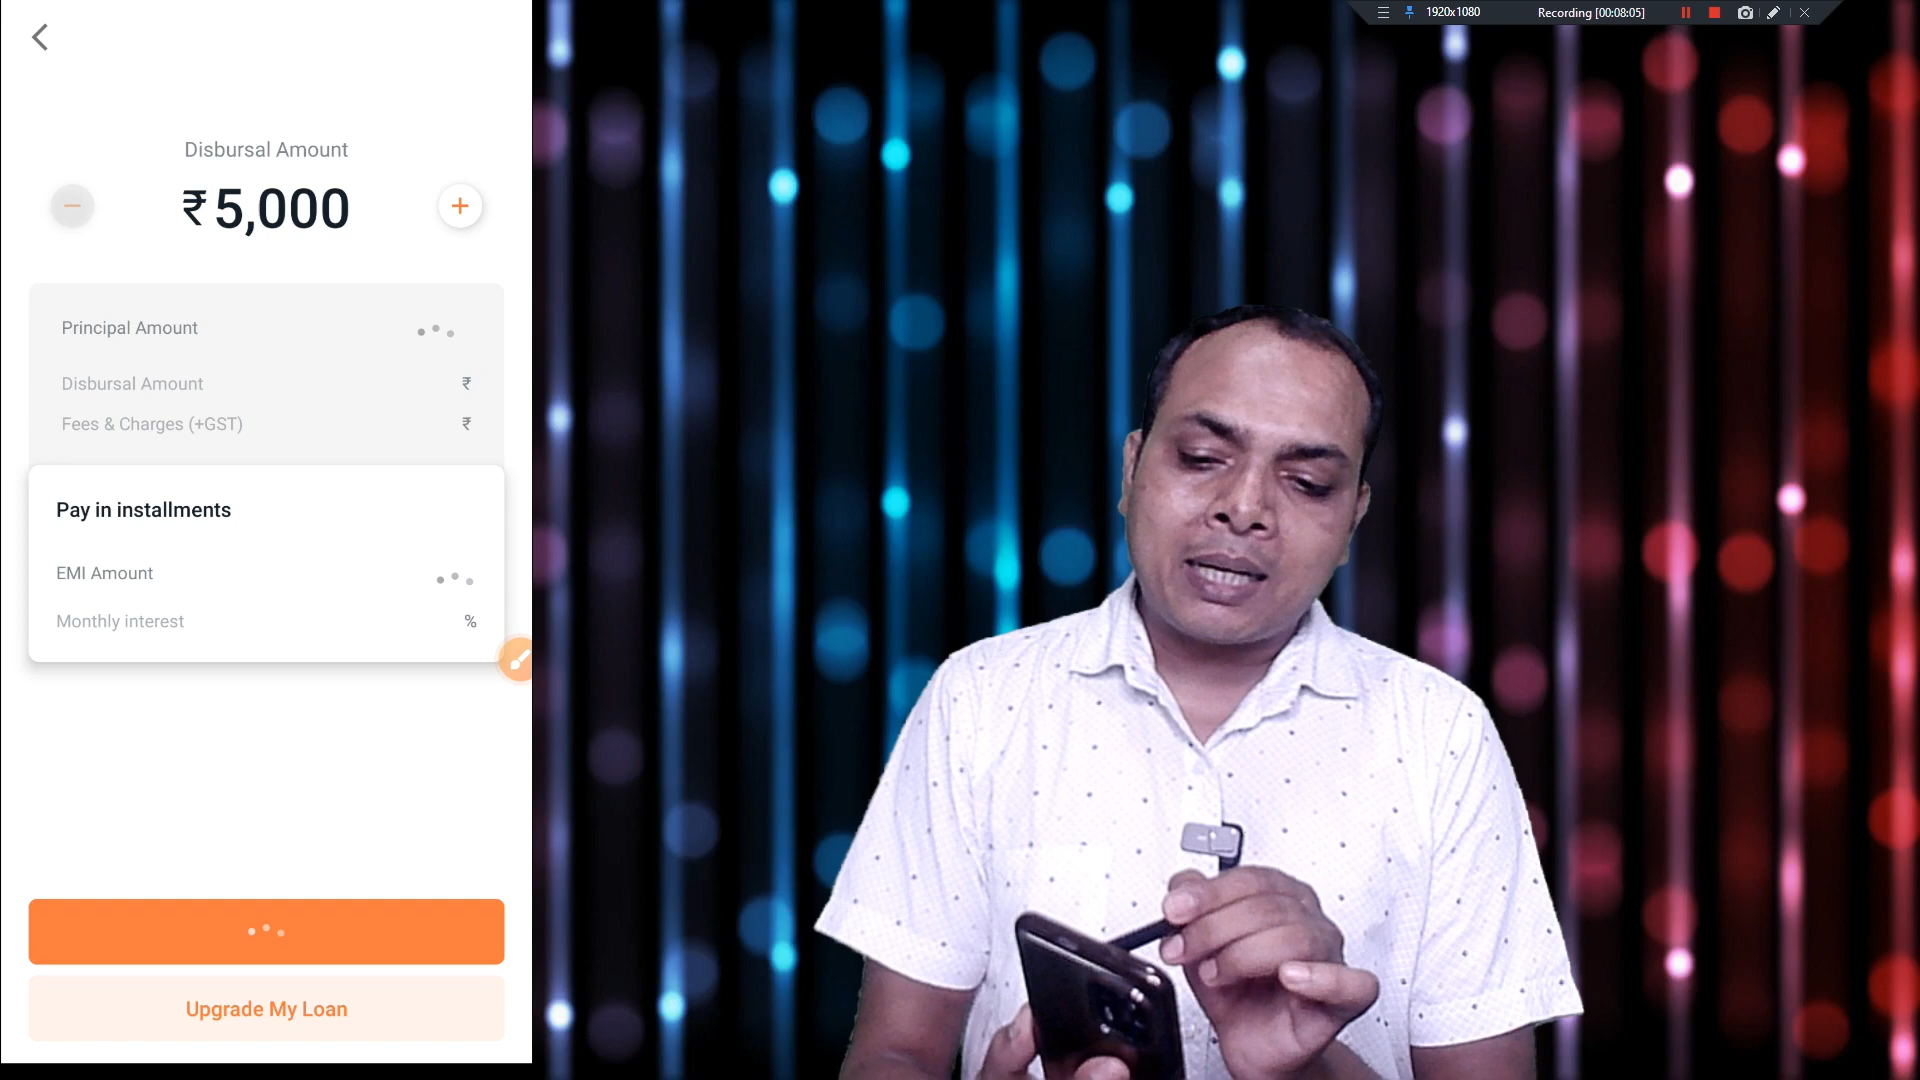 1920x1080
Recording [00:08:05]
Disbursal Amount
₹5,000
Principal Amount
Disbursal Amount ₹
Fees & Charges (+GST) ₹
Pay in installments
EMI Amount
Monthly interest %
Upgrade My Loan